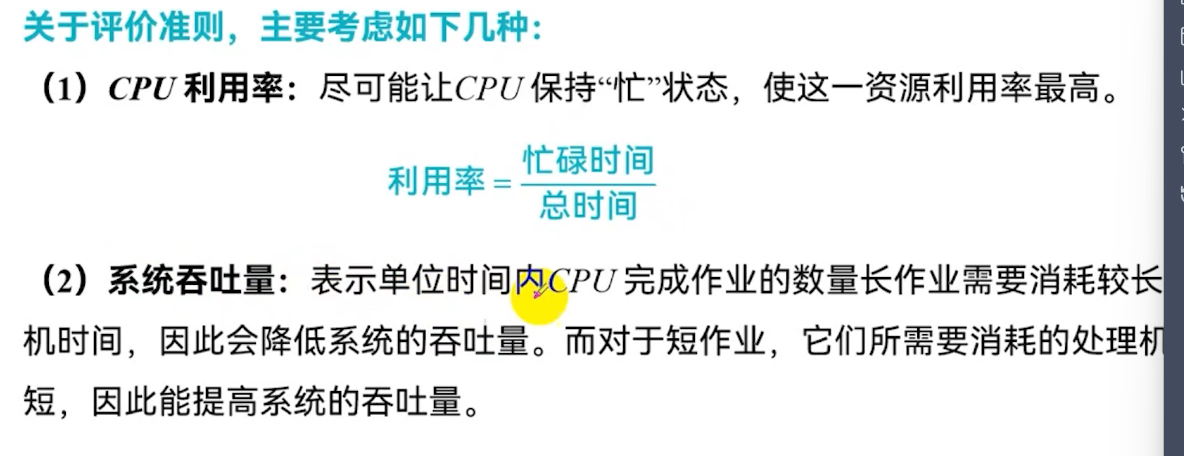 关于评价准则，主要考虑如下几种：
（1）CPU 利用率：尽可能让CPU 保持“忙”状态，使这一资源利用率最高。
利用率 = 忙碌时间
总时间
（2）系统吞吐量：表示单位时间内CPU 完成作业的数量长作业需要消耗较长
机时间，因此会降低系统的吞吐量。而对于短作业，它们所需要消耗的处理机
短，因此能提高系统的吞吐量。